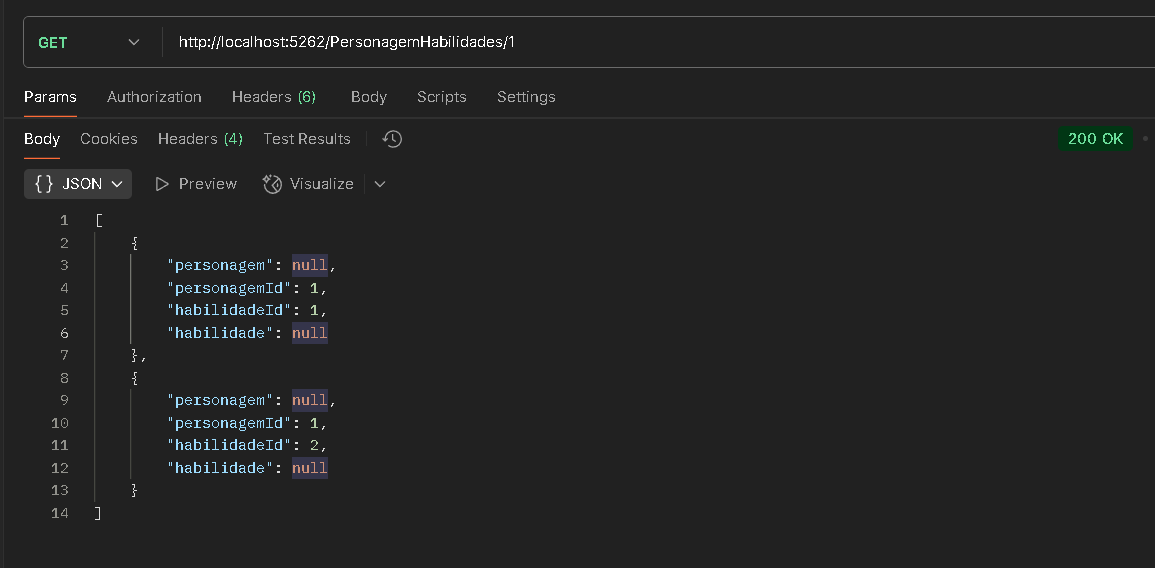 GET http://localhost:5262/PersonagemHabilidades/1
Params Authorization Headers (6) Body Scripts Settings
Body Cookies Headers (4) Test Results 200 OK
{} JSON Preview Visualize
1 [
2 {
3 "personagem": null,
4 "personagemId": 1,
5 "habilidadeId": 1,
6 "habilidade": null
7 },
8 {
9 "personagem": null,
10 "personagemId": 1,
11 "habilidadeId": 2,
12 "habilidade": null
13 }
14 ]